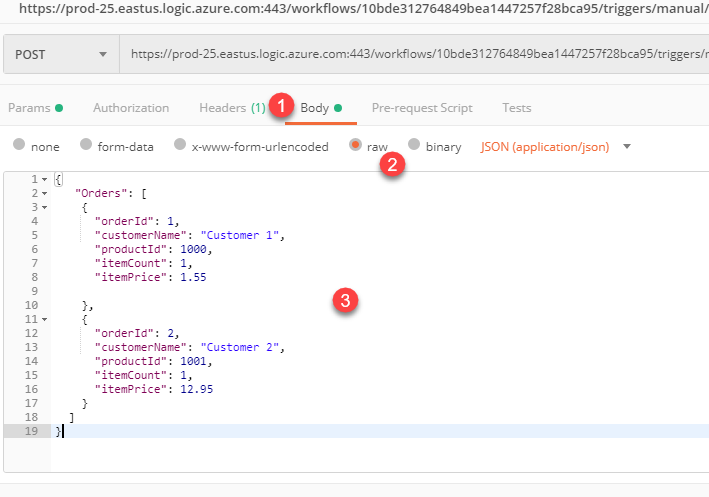 https://prod-25.eastus.logic.azure.com:443/workflows/10bde312764849bea1447257f28bca95/triggers/manual/
POST https://prod-25.eastus.logic.azure.com:443/workflows/10bde312764849bea1447257f28bca95/triggers/
Params Authorization Headers (1) 1 Body Pre-request Script Tests
none form-data x-www-form-urlencoded raw binary JSON (application/json)
2
1 {
2 "Orders": [
3 {
4 "orderId": 1,
5 "customerName": "Customer 1",
6 "productId": 1000,
7 "itemCount": 1,
8 "itemPrice": 1.55
9
10 },
3
11 {
12 "orderId": 2,
13 "customerName": "Customer 2",
14 "productId": 1001,
15 "itemCount": 1,
16 "itemPrice": 12.95
17 }
18 ]
19 }